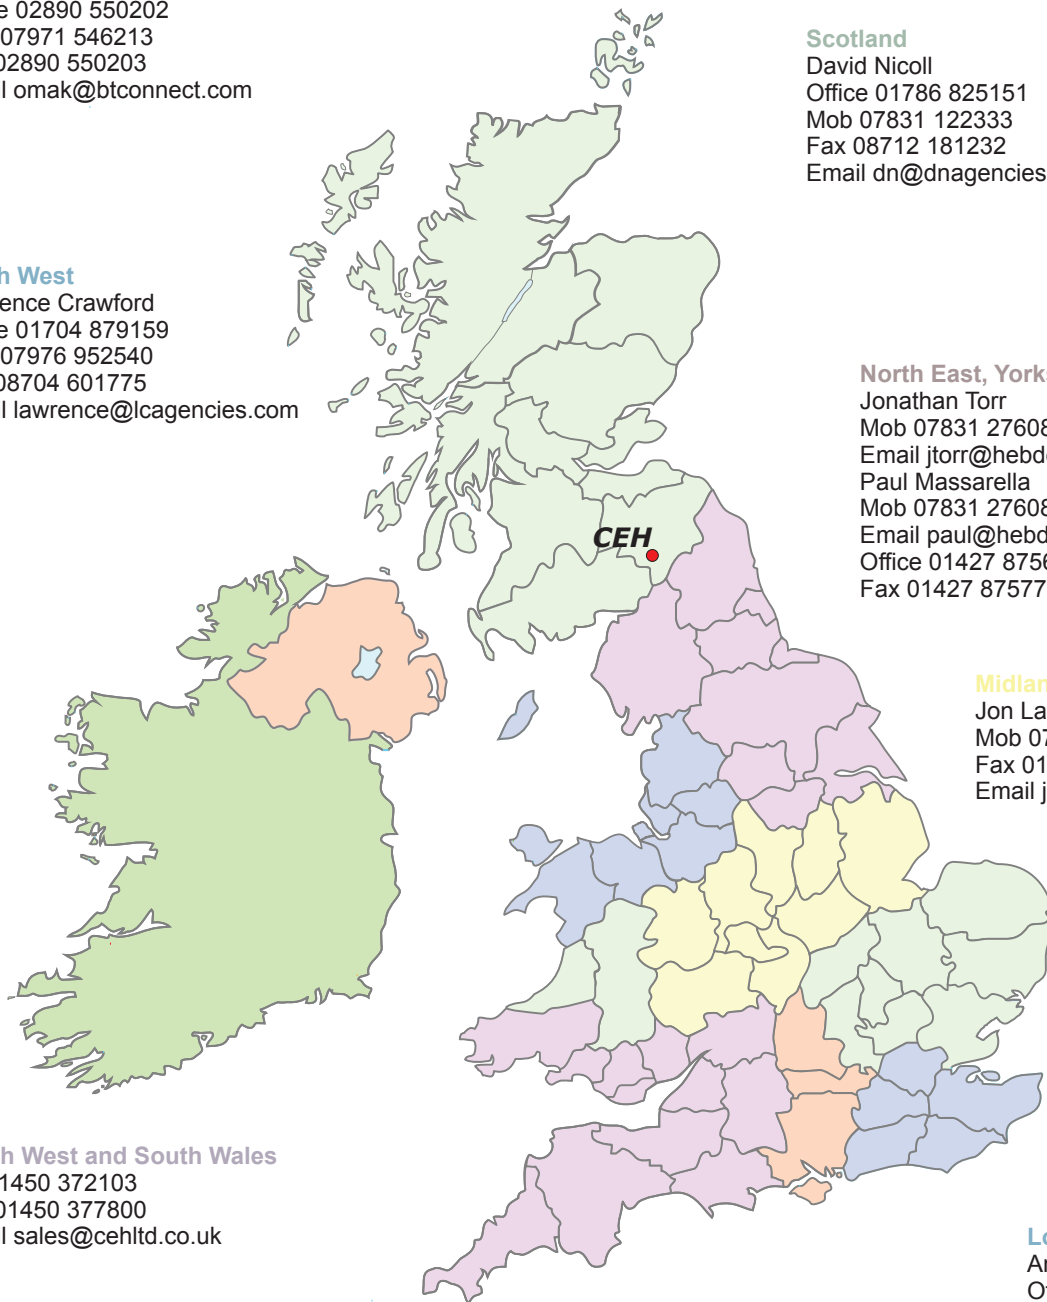 e 02890 550202
07971 546213
02890 550203
l omak@btconnect.com
Scotland
David Nicoll
Office 01786 825151
Mob 07831 122333
Fax 08712 181232
Email dn@dnagencies
h West
ence Crawford
e 01704 879159
07976 952540
08704 601775
l lawrence@lcagencies.com
North East, York
Jonathan Torr
Mob 07831 27608
Email jtorr@hebd
Paul Massarella
Mob 07831 27608
Email paul@hebd
Office 01427 875
Fax 01427 87577
CEH
Midlan
Jon La
Mob 07
Fax 01
Email j
h West and South Wales
1450 372103
01450 377800
l sales@cehltd.co.uk
Lo
Ar
Of